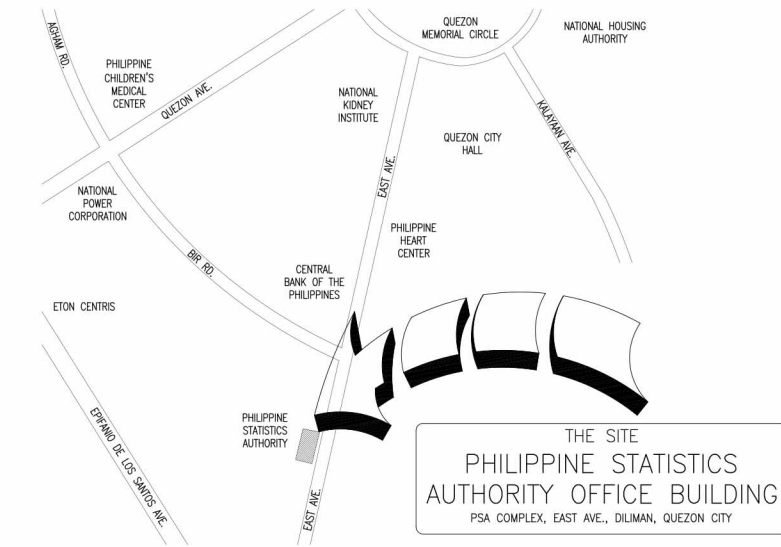 QUEZON
MEMORIAL CIRCLE
NATIONAL HOUSING
AUTHORITY
AGHAM RD.
PHILIPPINE
CHILDREN'S
MEDICAL
CENTER
QUEZON AVE.
NATIONAL
KIDNEY
INSTITUTE
KALAYAAN AVE.
QUEZON CITY
HALL
EAST AVE.
NATIONAL
POWER
CORPORATION
PHILIPPINE
HEART
CENTER
BIR RD.
CENTRAL
BANK OF THE
PHILIPPINES
ETON CENTRIS
EPIFANIO DE LOS SANTOS AVE.
PHILIPPINE
STATISTICS
AUTHORITY
EAST AVE.
THE SITE
PHILIPPINE STATISTICS
AUTHORITY OFFICE BUILDING
PSA COMPLEX, EAST AVE., DILIMAN, QUEZON CITY